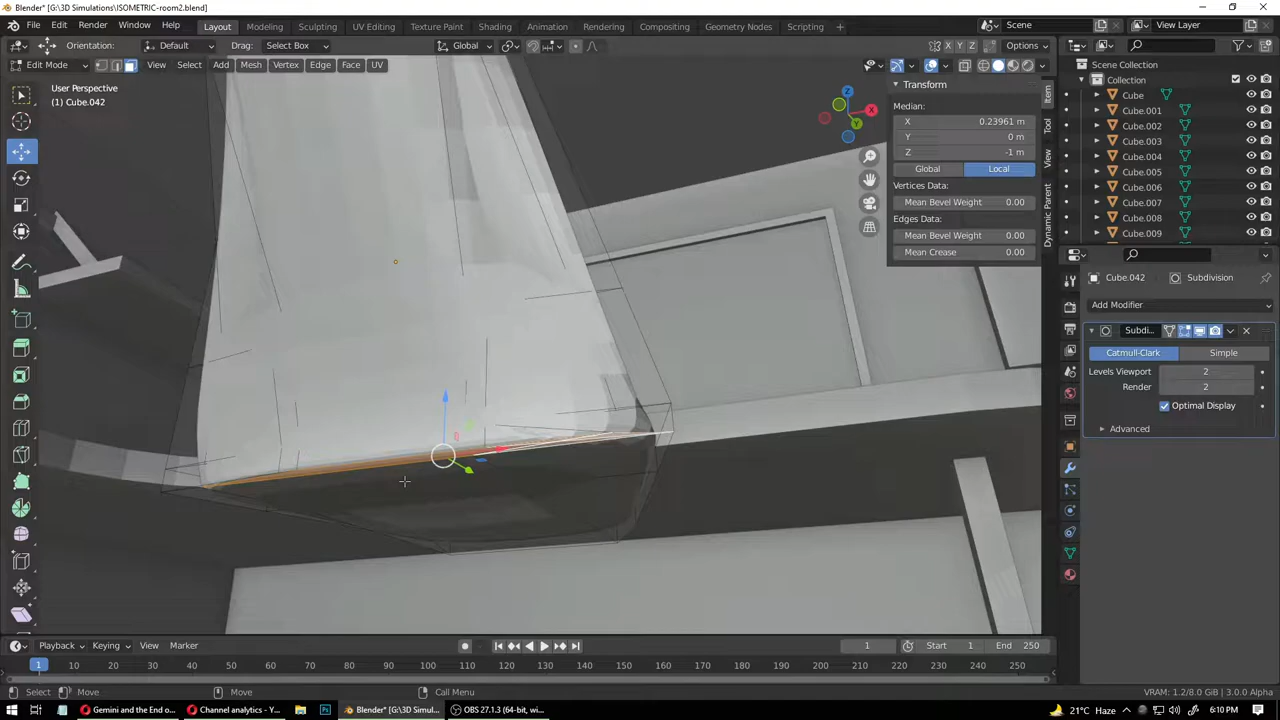 Blender* [G:\3D Simulations\ISOMETRIC-room2.blend]
File Edit Render Window Help Layout Modeling Sculpting UV Editing Texture Paint Shading Animation Rendering Compositing Geometry Nodes Scripting Scene View Layer
Orientation: Default Drag: Select Box Global X Y Z Options
Edit Mode View Select Add Mesh Vertex Edge Face UV
User Perspective
(1) Cube.042
Z
X
Y
Transform
Median:
X 0.23961 m
Y 0 m
Z -1 m
Global Local
Vertices Data:
Mean Bevel Weight 0.00
Edges Data:
Mean Bevel Weight 0.00
Mean Crease 0.00
Item
Tool
View
Dynamic Parent
Scene Collection
Collection
Cube
Cube.001
Cube.002
Cube.003
Cube.004
Cube.005
Cube.006
Cube.007
Cube.008
Cube.009
Cube.042 Subdivision
Add Modifier
Subdi...
Catmull-Clark Simple
Levels Viewport 2
Render 2
Optimal Display
Advanced
Playback Keying View Marker 1 Start 1 End 250
1 10 20 30 40 50 60 70 80 90 100 110 120 130 140 150 160 170 180 190 200 210 220 230 240 250
Select Move Move Call Menu VRAM: 1.2/8.0 GiB 3.0.0 Alpha
Gemini and the End o... Channel analytics - Y... Blender* [G:\3D Simul... OBS 27.1.3 (64-bit, wi... 21°C Haze 6:10 PM